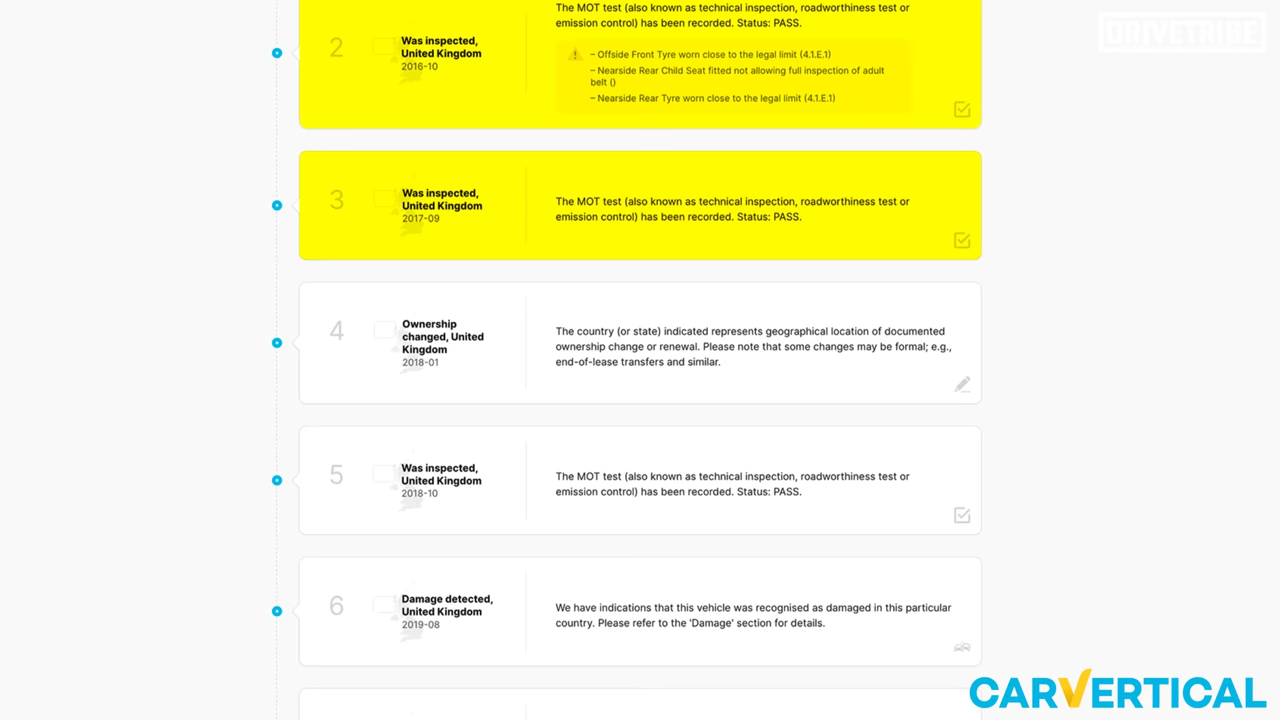 The MOT test (also known as technical inspection, roadworthiness test or
emission control) has been recorded. Status: PASS.
DRIVETRIBE
2
Was inspected,
United Kingdom
2016-10
– Offside Front Tyre worn close to the legal limit (4.1.E.1)
– Nearside Rear Child Seat fitted not allowing full inspection of adult
belt ()
– Nearside Rear Tyre worn close to the legal limit (4.1.E.1)
3
Was inspected,
United Kingdom
2017-09
The MOT test (also known as technical inspection, roadworthiness test or
emission control) has been recorded. Status: PASS.
4
Ownership
changed, United
Kingdom
2018-01
The country (or state) indicated represents geographical location of documented
ownership change or renewal. Please note that some changes may be formal; e.g.,
end-of-lease transfers and similar.
5
Was inspected,
United Kingdom
2018-10
The MOT test (also known as technical inspection, roadworthiness test or
emission control) has been recorded. Status: PASS.
6
Damage detected,
United Kingdom
2019-08
We have indications that this vehicle was recognised as damaged in this particular
country. Please refer to the 'Damage' section for details.
CARVERTICAL